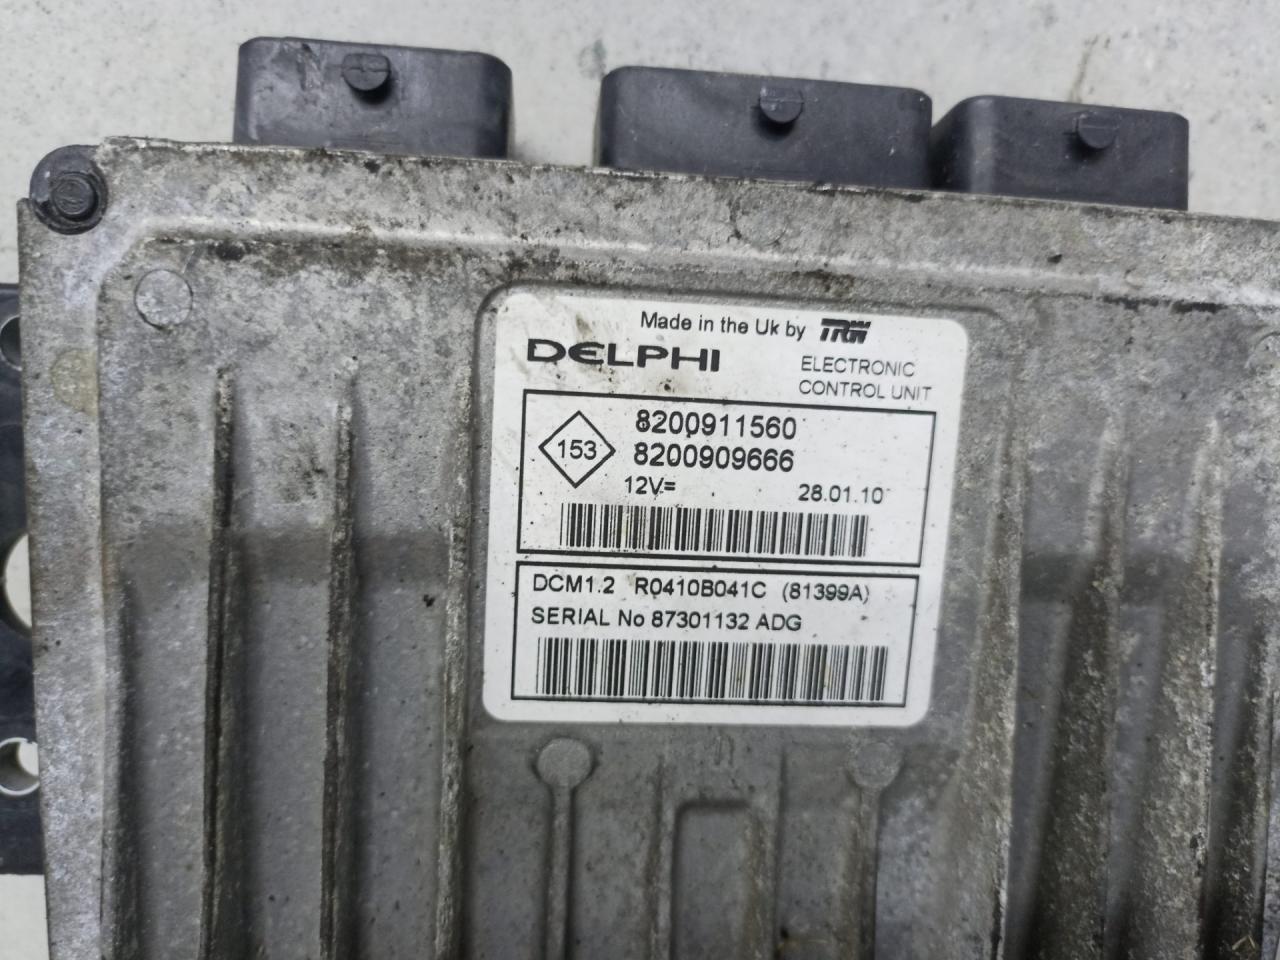 Made in the Uk by TRW
DELPHI
ELECTRONIC
CONTROL UNIT
8200911560
153
8200909666
12V=
28.01.10
DCM1.2 R0410B041C (81399A)
SERIAL No 87301132 ADG